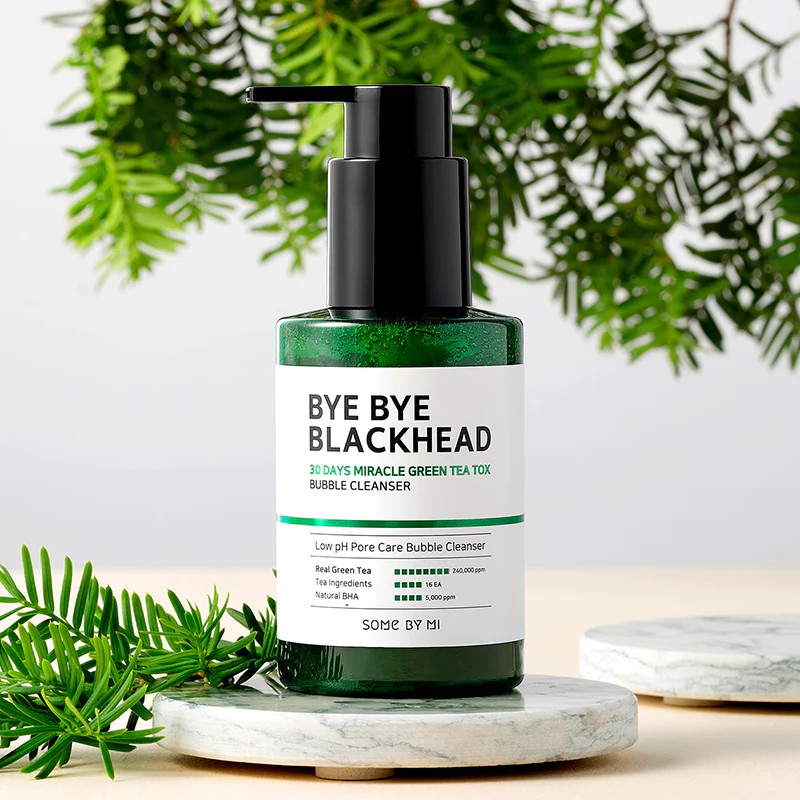 BYE BYE
BLACKHEAD
30 DAYS MIRACLE GREEN TEA TOX
BUBBLE CLEANSER
Low pH Pore Care Bubble Cleanser
Real Green Tea 240,000 ppm
Tea Ingredients 16 EA
Natural BHA 5,000 ppm
SOME BY MI